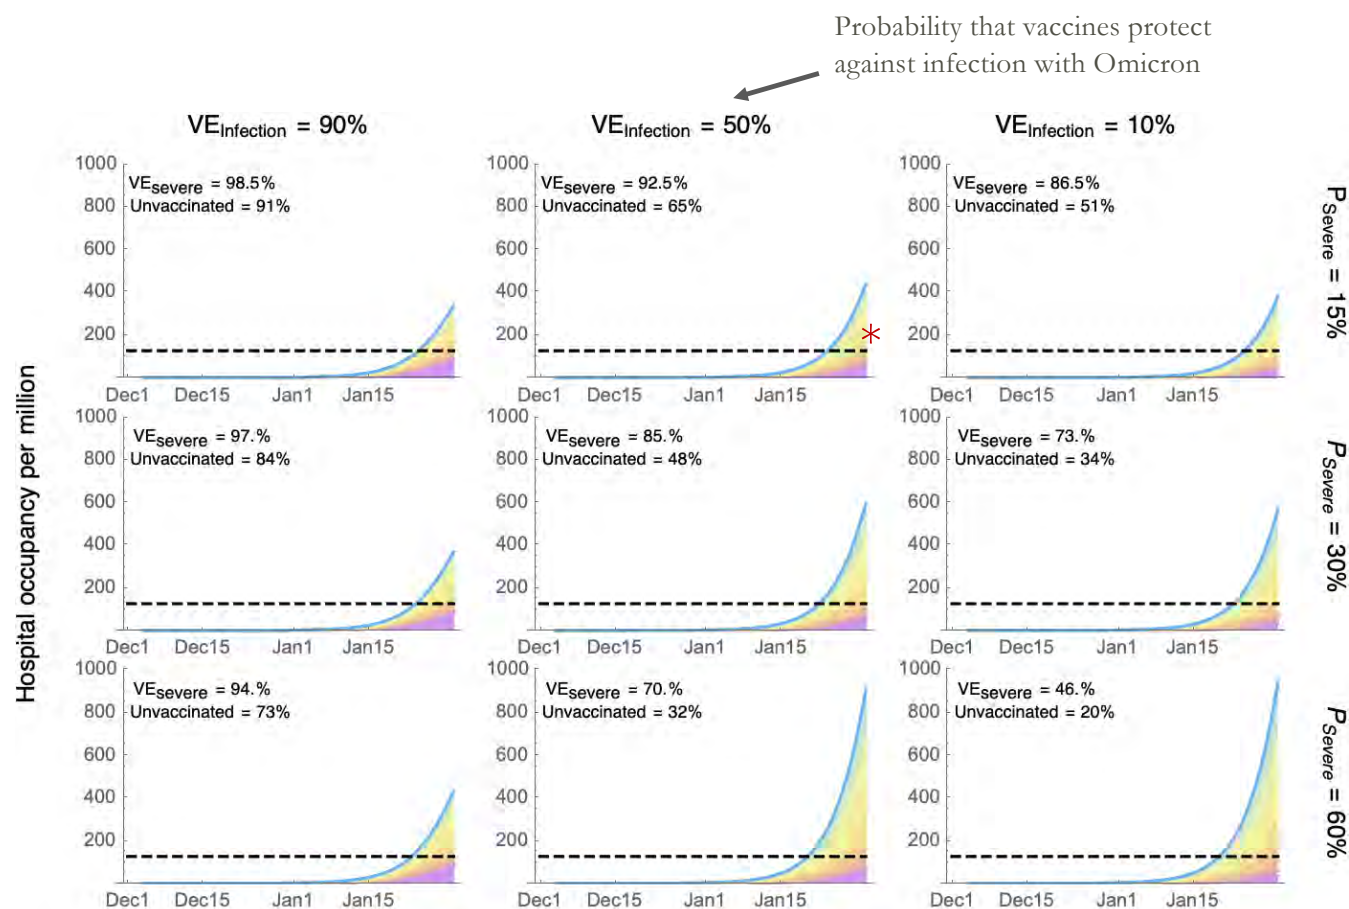 Probability that vaccines protect
against infection with Omicron
VEInfection = 90%
VEInfection = 50%
VEInfection = 10%
Hospital occupancy per million
1000
800
600
400
200
VEsevere = 98.5%
Unvaccinated = 91%
Dec1 Dec15 Jan1 Jan15
1000
800
600
400
200
VEsevere = 92.5%
Unvaccinated = 65%
*
Dec1 Dec15 Jan1 Jan15
1000
800
600
400
200
VEsevere = 86.5%
Unvaccinated = 51%
Dec1 Dec15 Jan1 Jan15
PSevere = 15%
1000
800
600
400
200
VEsevere = 97.%
Unvaccinated = 84%
Dec1 Dec15 Jan1 Jan15
1000
800
600
400
200
VEsevere = 85.%
Unvaccinated = 48%
Dec1 Dec15 Jan1 Jan15
1000
800
600
400
200
VEsevere = 73.%
Unvaccinated = 34%
Dec1 Dec15 Jan1 Jan15
PSevere = 30%
1000
800
600
400
200
VEsevere = 94.%
Unvaccinated = 73%
Dec1 Dec15 Jan1 Jan15
1000
800
600
400
200
VEsevere = 70.%
Unvaccinated = 32%
Dec1 Dec15 Jan1 Jan15
1000
800
600
400
200
VEsevere = 46.%
Unvaccinated = 20%
Dec1 Dec15 Jan1 Jan15
PSevere = 60%